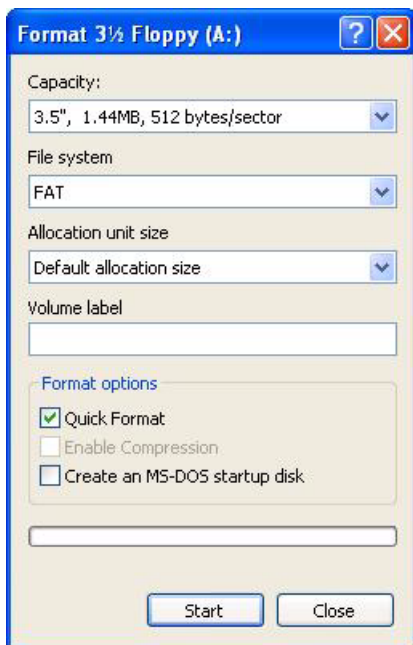 Format 3½ Floppy (A:)
Capacity:
3.5", 1.44MB, 512 bytes/sector
File system
FAT
Allocation unit size
Default allocation size
Volume label
Format options
Quick Format
Enable Compression
Create an MS-DOS startup disk
Start Close